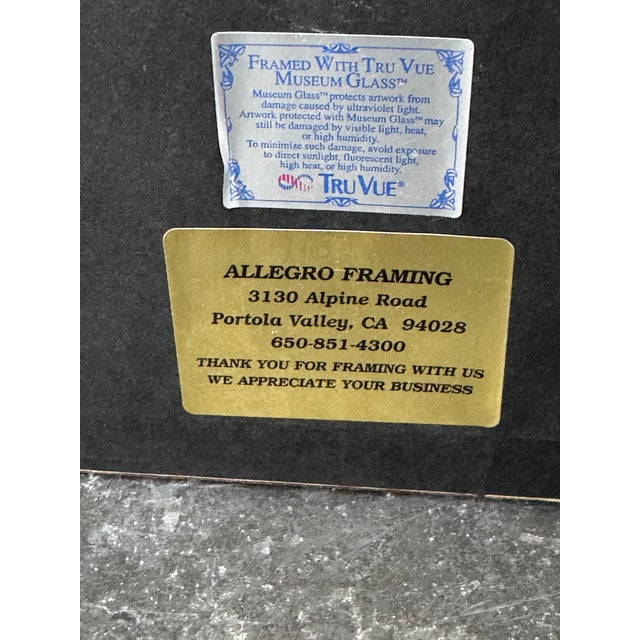 FRAMED WITH TRU VUE
MUSEUM GLASS™
Museum Glass™ protects artwork from
damage caused by ultraviolet light.
Artwork protected with Museum Glass™ may
still be damaged by visible light, heat,
or high humidity.
To minimize such damage, avoid exposure
to direct sunlight, fluorescent light,
high heat, or high humidity.
TRU VUE®
ALLEGRO FRAMING
3130 Alpine Road
Portola Valley, CA 94028
650-851-4300
THANK YOU FOR FRAMING WITH US
WE APPRECIATE YOUR BUSINESS